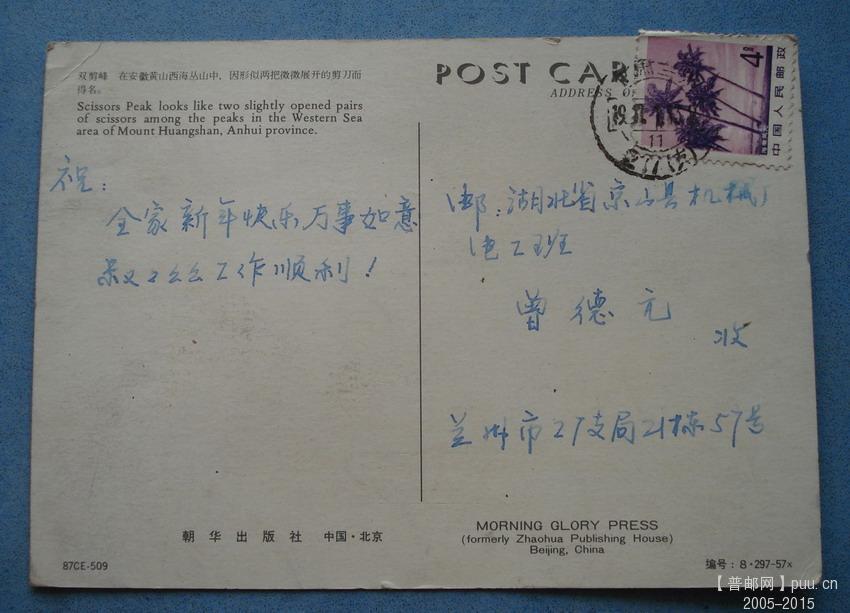 双剪峰 在安徽黄山西海丛山中，因形似两把微微展开的剪刀而
得名。
Scissors Peak looks like two slightly opened pairs
of scissors among the peaks in the Western Sea
area of Mount Huangshan, Anhui province.
祝：
全家新年快乐万事如意
叔叔么么工作顺利！
朝华出版社 中国·北京
87CE-509
POST CAR
ADDRESS O
4分
中国人民邮政
11
邮：湖北省京山县机械厂
电工班
曾德元
收
兰州市27支局21栋57号
MORNING GLORY PRESS
(formerly Zhaohua Publishing House)
Beijing, China
编号：8·297-57x
【普邮网】puu.cn
2005-2015